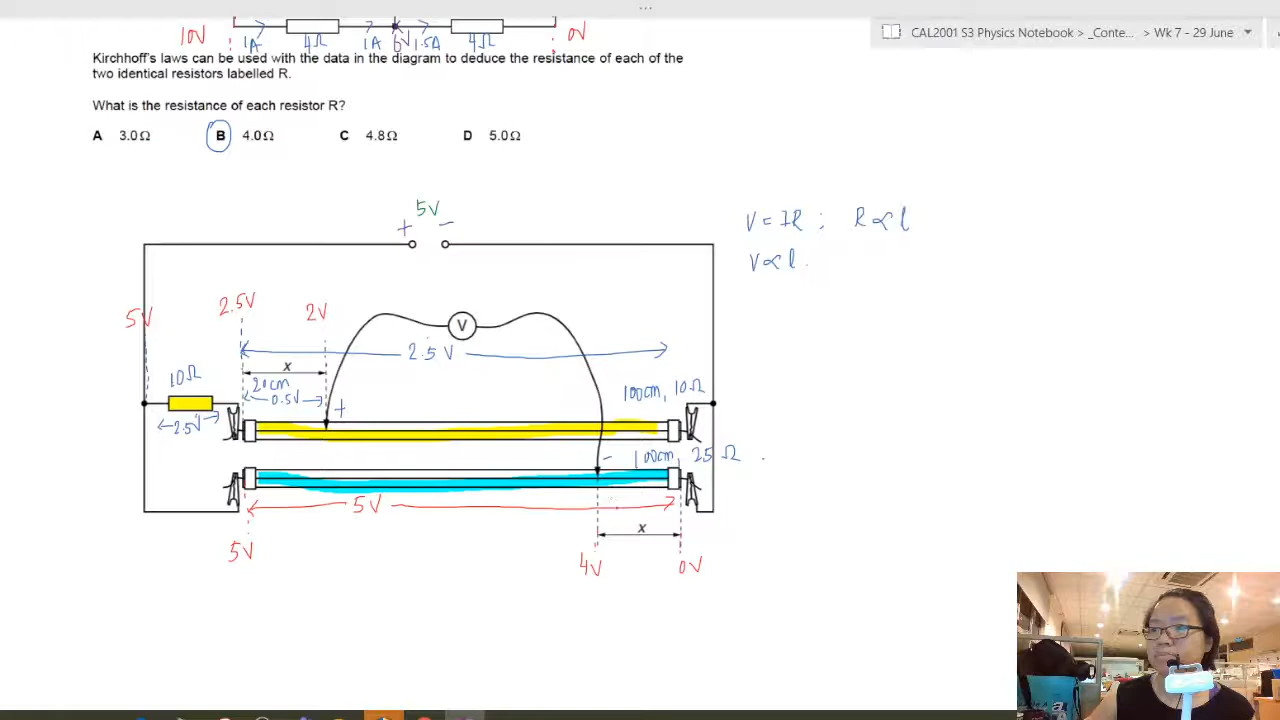 ...
CAL2001 S3 Physics Notebook > _Conte... > Wk 7 - 29 June
10V 1A 4Ω 1A 6V 1.5A 4Ω 0V
Kirchhoff's laws can be used with the data in the diagram to deduce the resistance of each of the
two identical resistors labelled R.
What is the resistance of each resistor R?
A 3.0Ω B 4.0Ω C 4.8Ω D 5.0Ω
5V
+ -
V = IR ; R ∝ l
V ∝ l .
5V 2.5V 2V
V
2.5 V
x
10Ω
20cm
0.5V
100cm, 10Ω
2.5V
+
-
100cm, 25 Ω .
5V
x
5V 4V 0V